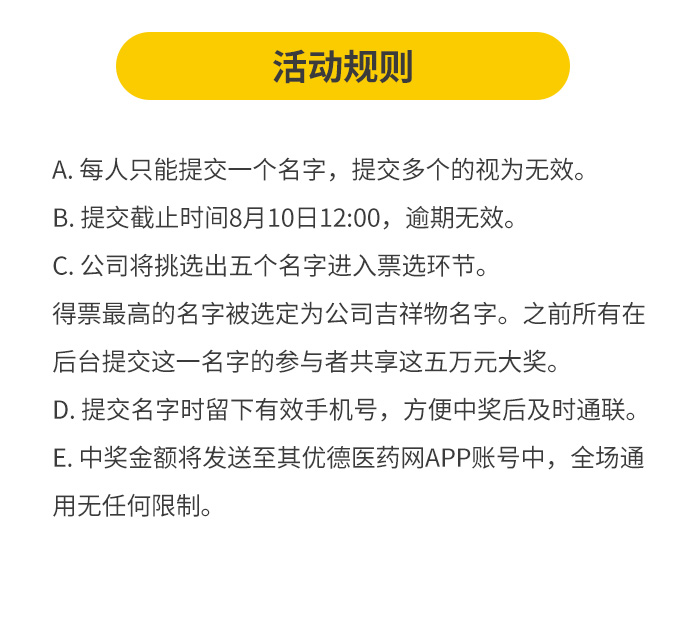 活动规则
A. 每人只能提交一个名字，提交多个的视为无效。
B. 提交截止时间8月10日12:00，逾期无效。
C. 公司将挑选出五个名字进入票选环节。
得票最高的名字被选定为公司吉祥物名字。之前所有在
后台提交这一名字的参与者共享这五万元大奖。
D. 提交名字时留下有效手机号，方便中奖后及时通联。
E. 中奖金额将发送至其优德医药网APP账号中，全场通
用无任何限制。